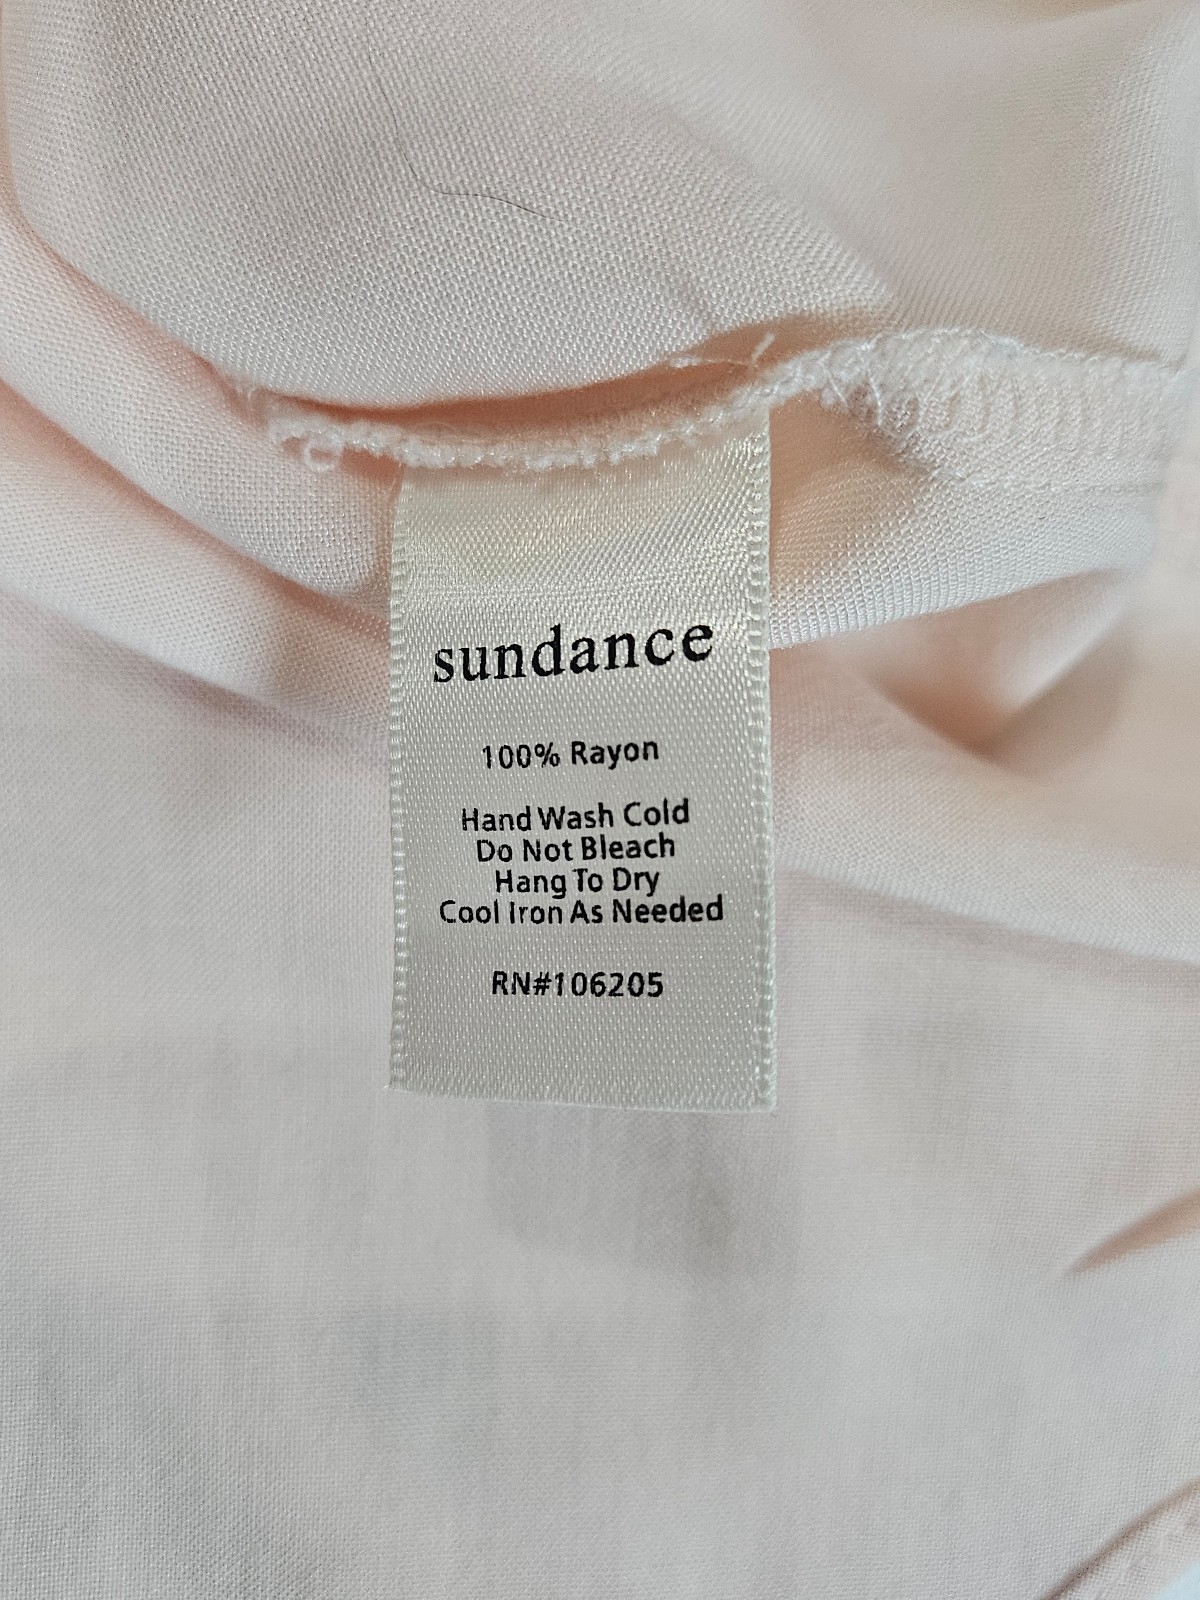 sundance
100% Rayon
Hand Wash Cold
Do Not Bleach
Hang To Dry
Cool Iron As Needed
RN#106205